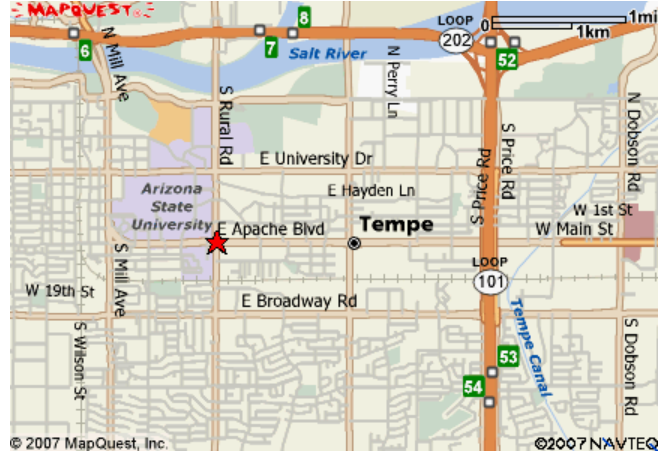 MAPQUEST
6
7
8
LOOP
202
52
0
1mi
1km
Salt River
N Mill Ave
S Rural Rd
N Perry Ln
S Price Rd
S Price Rd
N Dobson Rd
E University Dr
E Hayden Ln
Arizona
State
University
E Apache Blvd
Tempe
W 1st St
W Main St
LOOP
101
S Mill Ave
W 19th St
E Broadway Rd
S Wilson St
Tempe Canal
S Dobson Rd
53
54
© 2007 MapQuest, Inc.
©2007 NAVTEQ